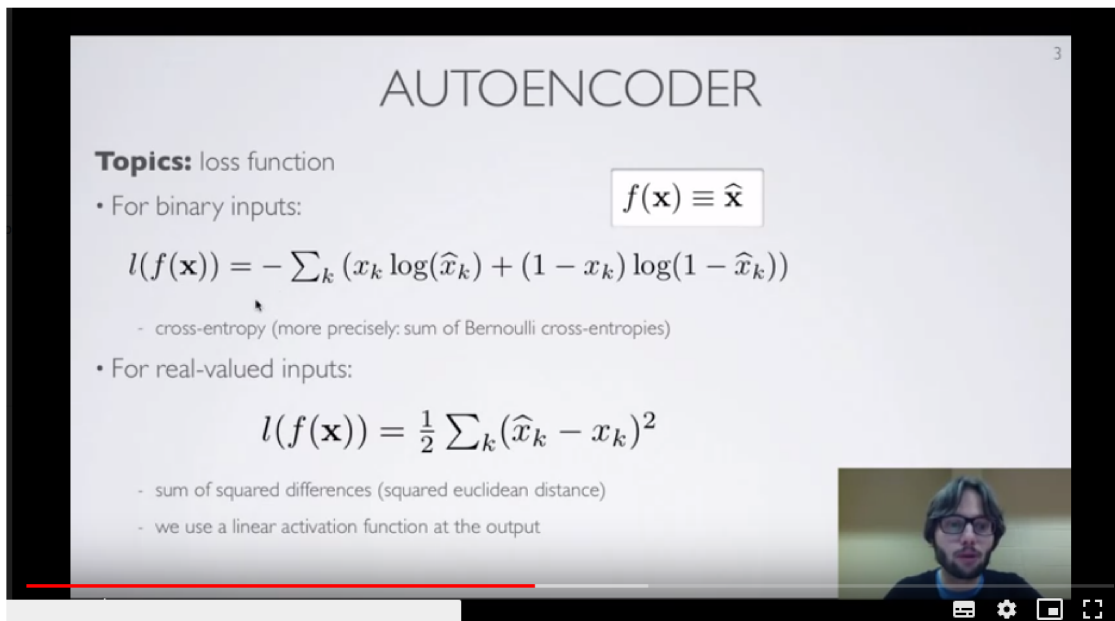 3
AUTOENCODER
Topics: loss function
• For binary inputs:
f(x) ≡ x̂
l(f(x)) = − ∑ₖ (xₖ log(x̂ₖ) + (1 − xₖ) log(1 − x̂ₖ))
- cross-entropy (more precisely: sum of Bernoulli cross-entropies)
• For real-valued inputs:
l(f(x)) = ½ ∑ₖ(x̂ₖ − xₖ)²
- sum of squared differences (squared euclidean distance)
- we use a linear activation function at the output